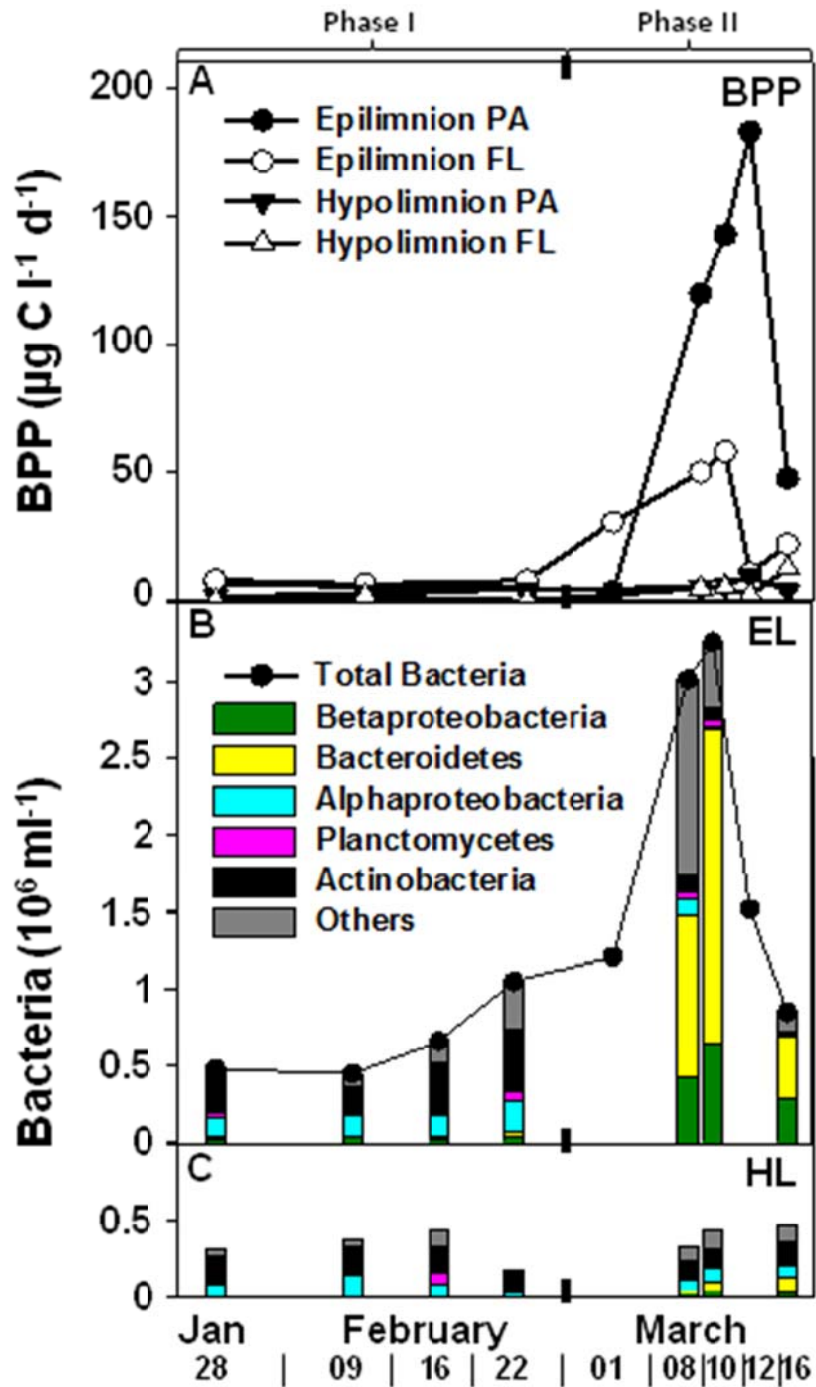 Phase I Phase II
A BPP
200
150
100
50
0
BPP (µg C l-1 d-1)
Epilimnion PA
Epilimnion FL
Hypolimnion PA
Hypolimnion FL
B EL
3
2.5
2
1.5
1
0.5
0
Bacteria (10⁶ ml-1)
Total Bacteria
Betaproteobacteria
Bacteroidetes
Alphaproteobacteria
Planctomycetes
Actinobacteria
Others
C HL
0.5
0
Jan February March
28 | 09 | 16 | 22 | 01 | 08 | 10 | 12 | 16